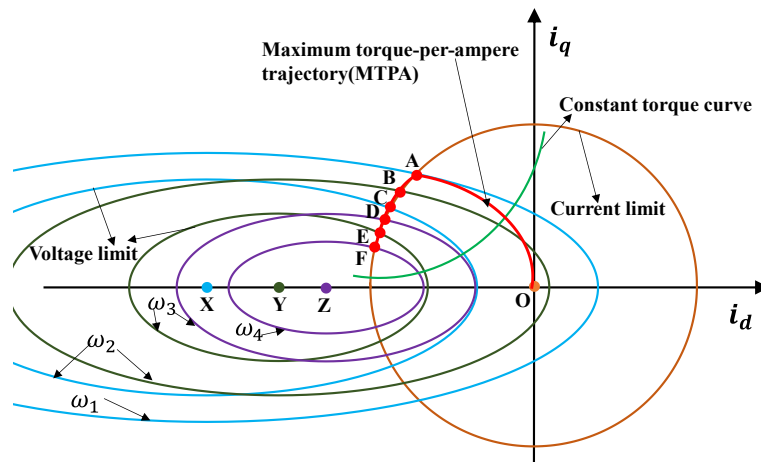 i_q
Maximum torque-per-ampere
trajectory(MTPA)
Constant torque curve
A
B
C
D
E
F
Current limit
Voltage limit
X
Y
Z
O
i_d
ω₃
ω₄
ω₂
ω₁